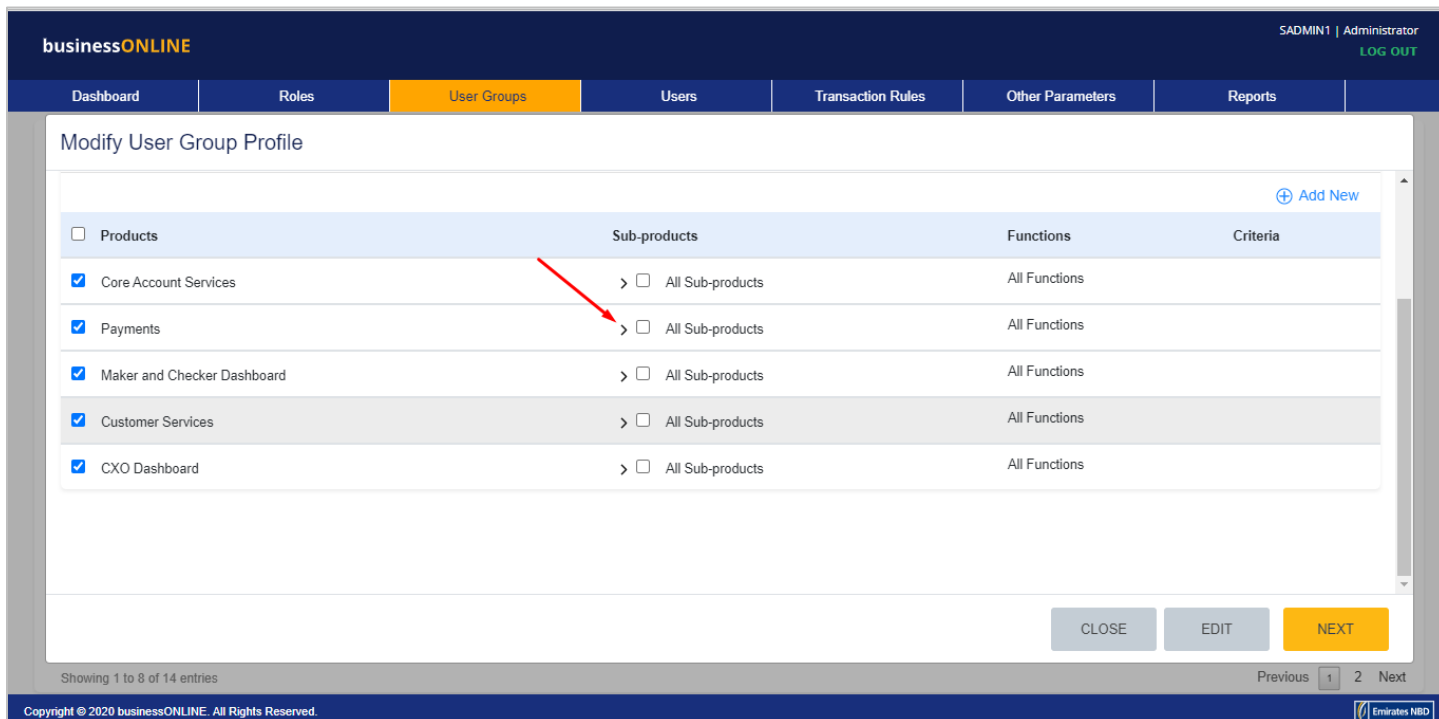 SADMIN1 | Administrator
businessONLINE
LOG OUT
Dashboard Roles User Groups Users Transaction Rules Other Parameters Reports
Modify User Group Profile
Add New
Products Sub-products Functions Criteria
Core Account Services All Sub-products All Functions
Payments All Sub-products All Functions
Maker and Checker Dashboard All Sub-products All Functions
Customer Services All Sub-products All Functions
CXO Dashboard All Sub-products All Functions
CLOSE EDIT NEXT
Showing 1 to 8 of 14 entries Previous 1 2 Next
Copyright © 2020 businessONLINE. All Rights Reserved. Emirates NBD